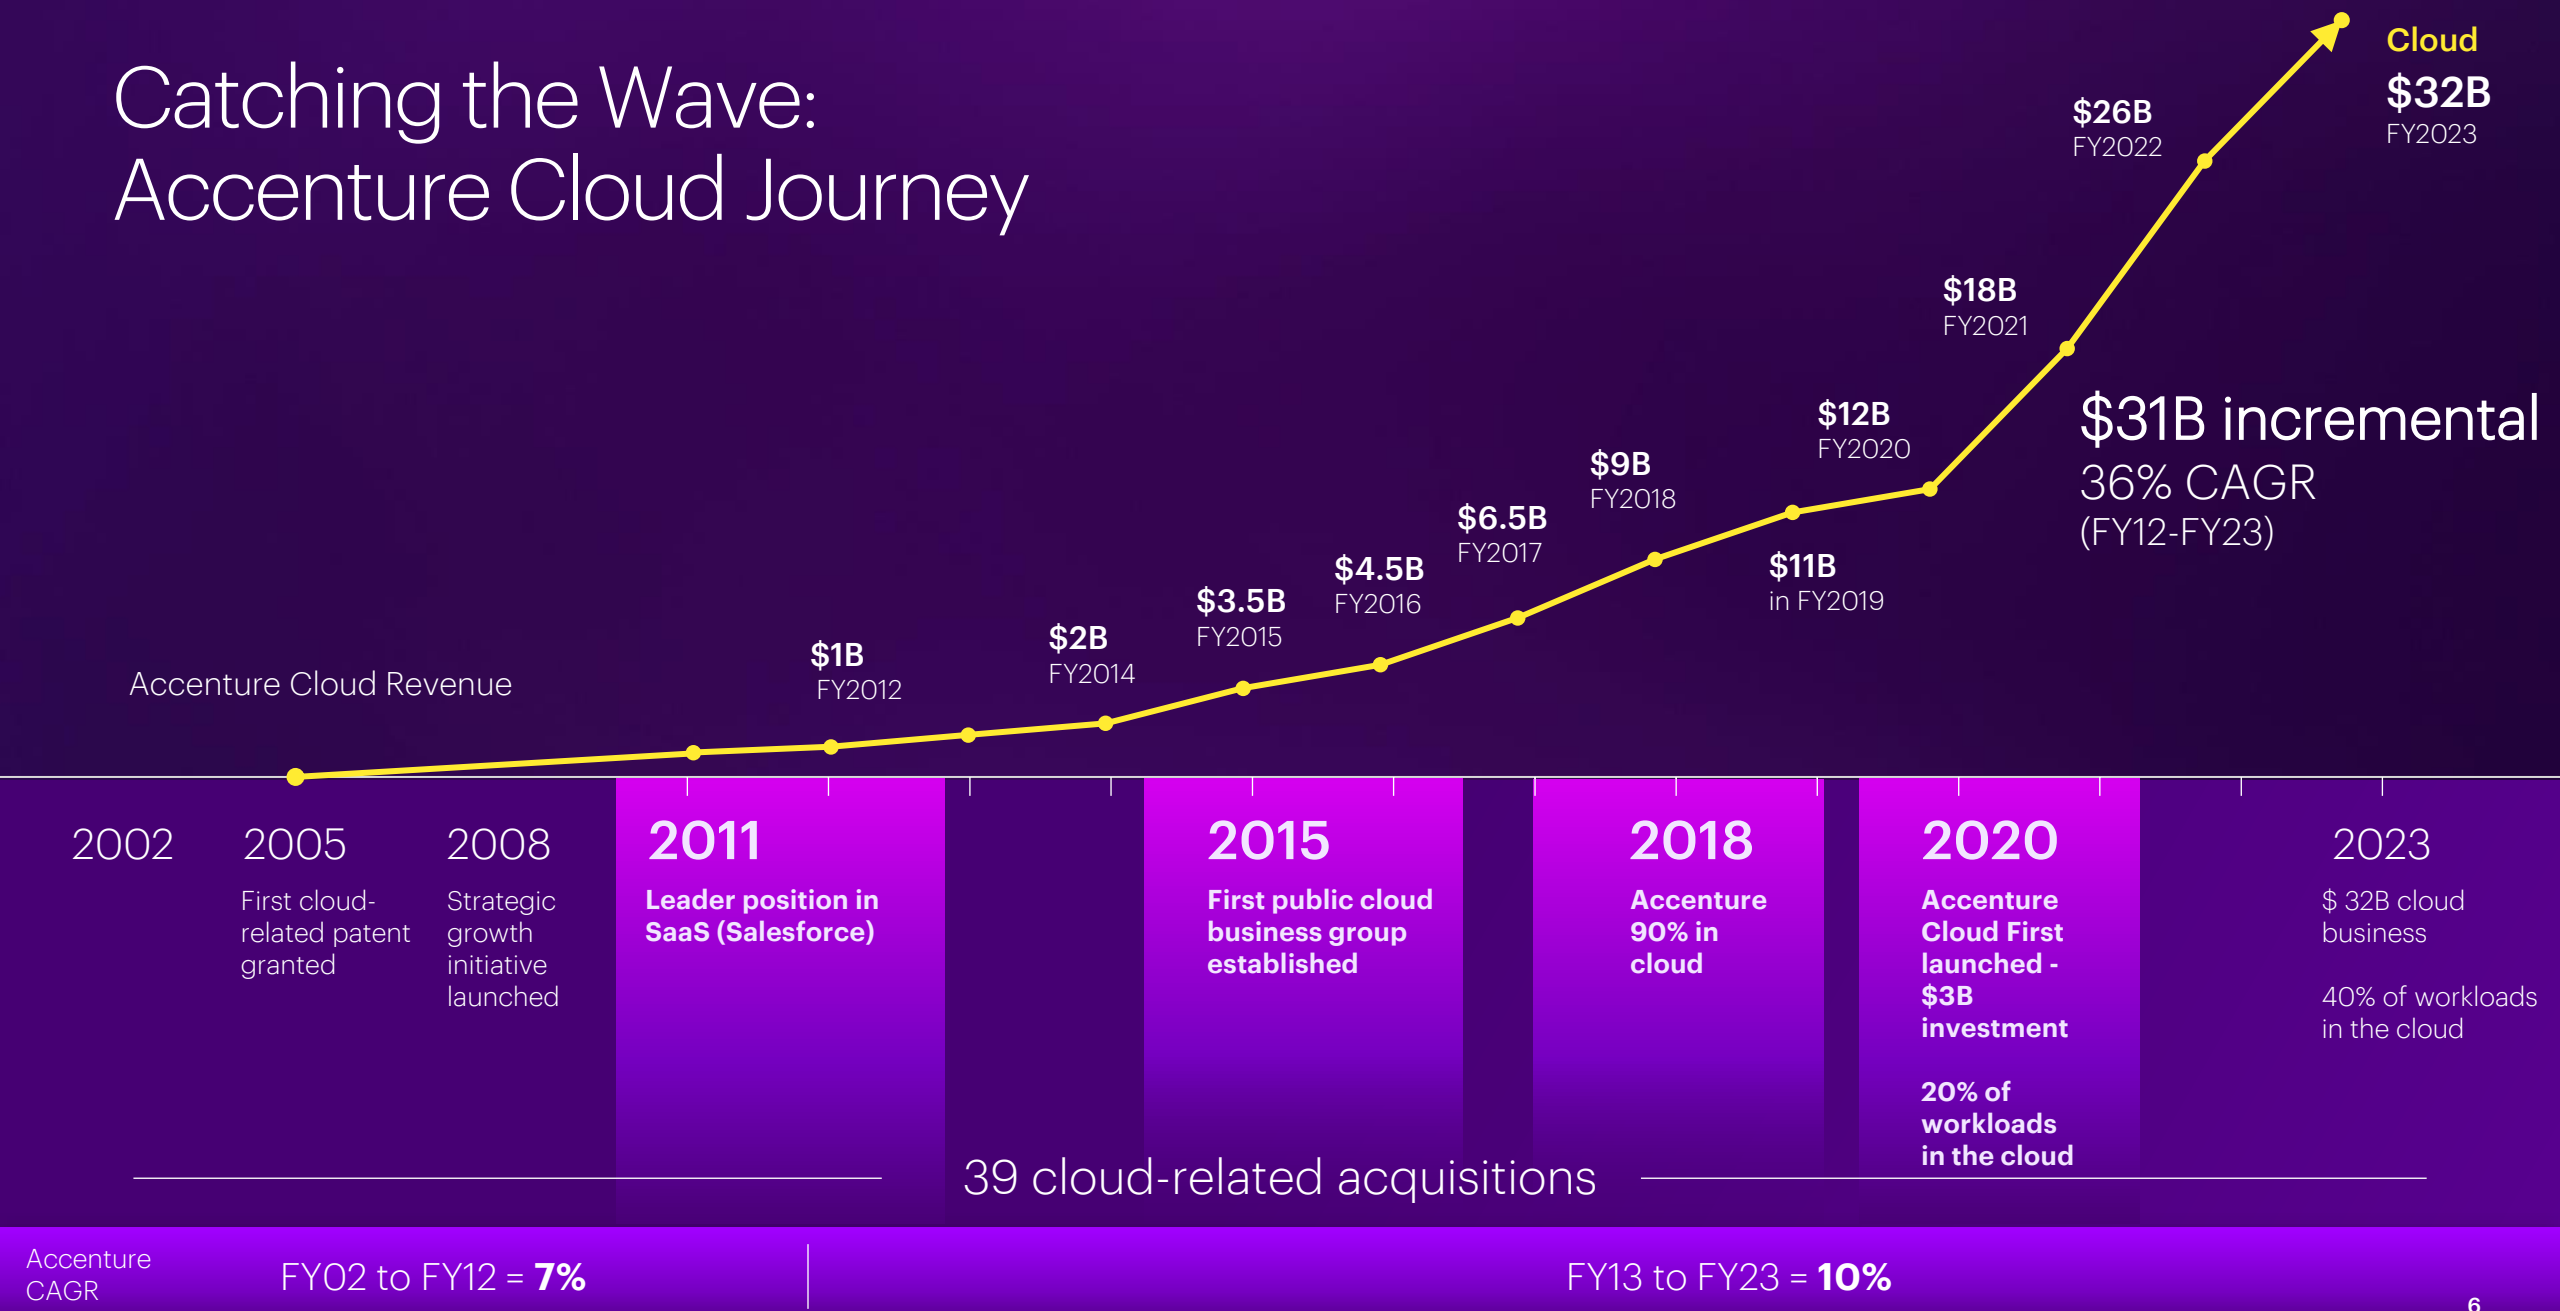 Catching the Wave:
Accenture Cloud Journey
Cloud
$32B
FY2023
$26B
FY2022
$18B
FY2021
$31B incremental
36% CAGR
(FY12-FY23)
$12B
FY2020
$11B
in FY2019
$9B
FY2018
$6.5B
FY2017
$4.5B
FY2016
$3.5B
FY2015
$2B
FY2014
$1B
FY2012
Accenture Cloud Revenue
2002
2005
First cloud-
related patent
granted
2008
Strategic
growth
initiative
launched
2011
Leader position in
SaaS (Salesforce)
2015
First public cloud
business group
established
2018
Accenture
90% in
cloud
2020
Accenture
Cloud First
launched -
$3B
investment
20% of
workloads
in the cloud
2023
$ 32B cloud
business
40% of workloads
in the cloud
39 cloud-related acquisitions
Accenture
CAGR
FY02 to FY12 = 7%
FY13 to FY23 = 10%
6